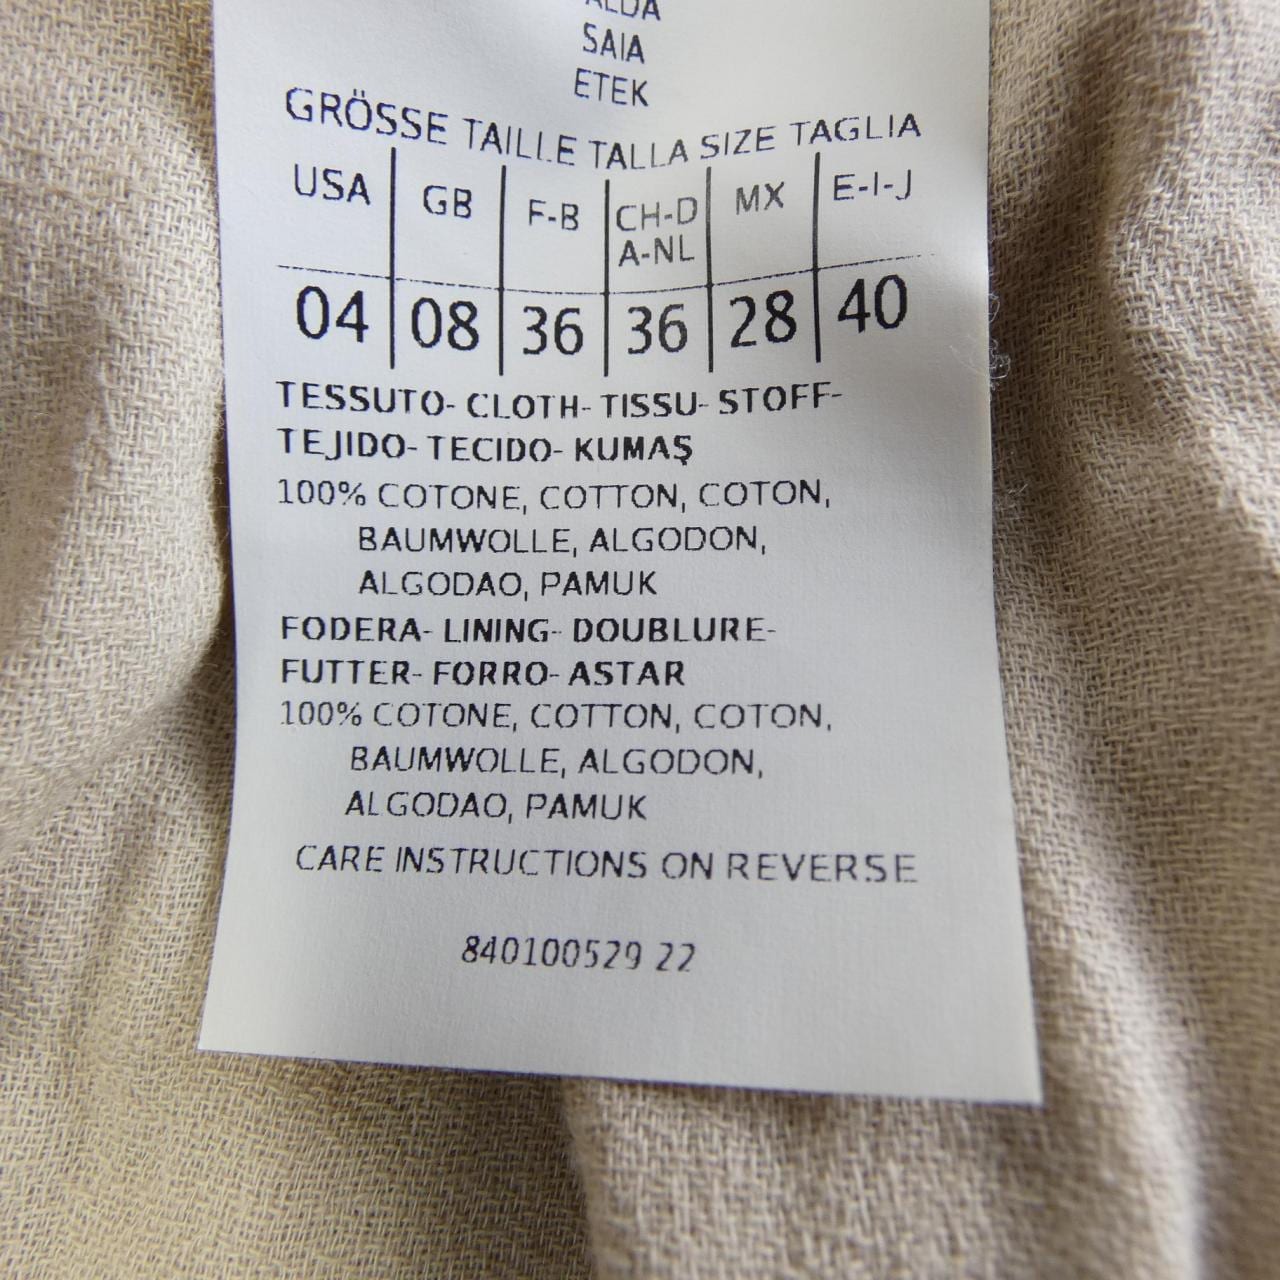 SAIA
ETEK
GRÖSSE TAILLE TALLA SIZE TAGLIA
USA GB F-B CH-D A-NL MX E-I-J
04 08 36 36 28 40
TESSUTO- CLOTH- TISSU- STOFF-
TEJIDO- TECIDO- KUMAŞ
100% COTONE, COTTON, COTON,
BAUMWOLLE, ALGODON,
ALGODAO, PAMUK
FODERA- LINING- DOUBLURE-
FUTTER- FORRO- ASTAR
100% COTONE, COTTON, COTON,
BAUMWOLLE, ALGODON,
ALGODAO, PAMUK
CARE INSTRUCTIONS ON REVERSE
840100529 22